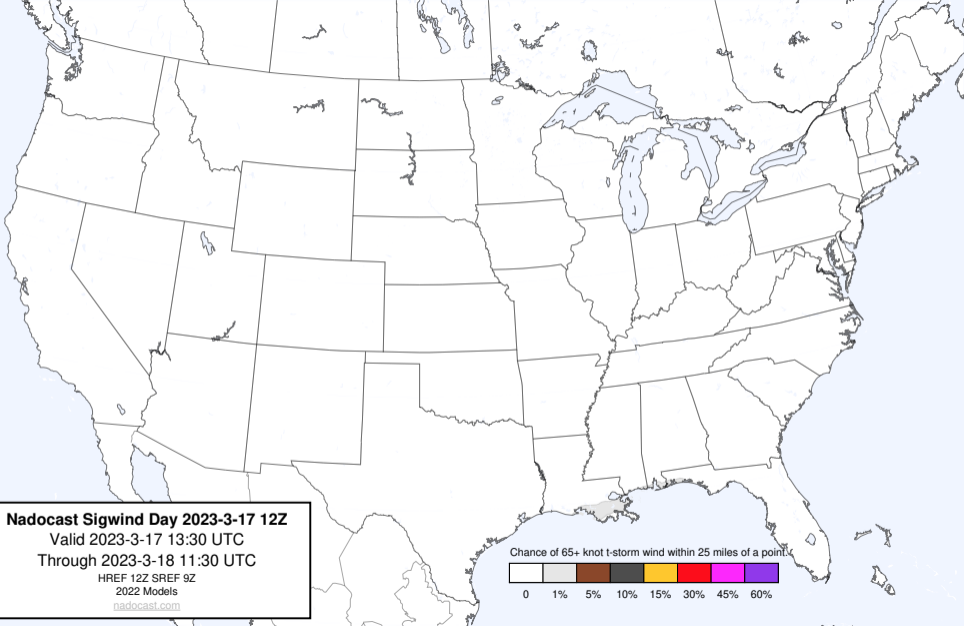 Nadocast Sigwind Day 2023-3-17 12Z
Valid 2023-3-17 13:30 UTC
Through 2023-3-18 11:30 UTC
HREF 12Z SREF 9Z
2022 Models
nadocast.com
Chance of 65+ knot t-storm wind within 25 miles of a point.
0 1% 5% 10% 15% 30% 45% 60%